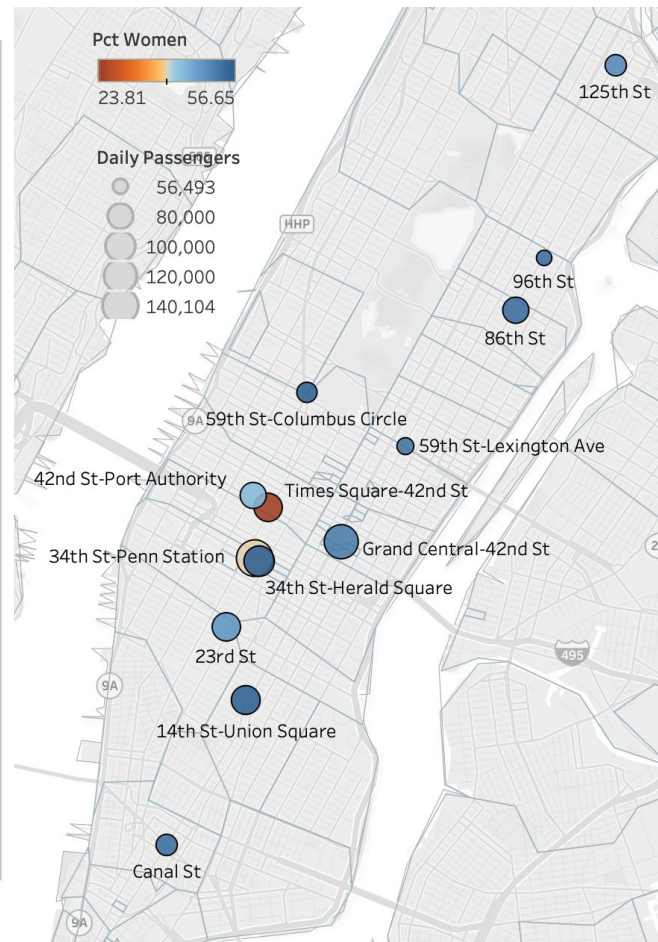 Pct Women
23.81 56.65
Daily Passengers
56,493
80,000
100,000
120,000
140,104
HHP
125th St
96th St
86th St
9A
59th St-Columbus Circle
59th St-Lexington Ave
42nd St-Port Authority
Times Square-42nd St
34th St-Penn Station
Grand Central-42nd St
34th St-Herald Square
23rd St
495
9A
14th St-Union Square
Canal St
9A
2